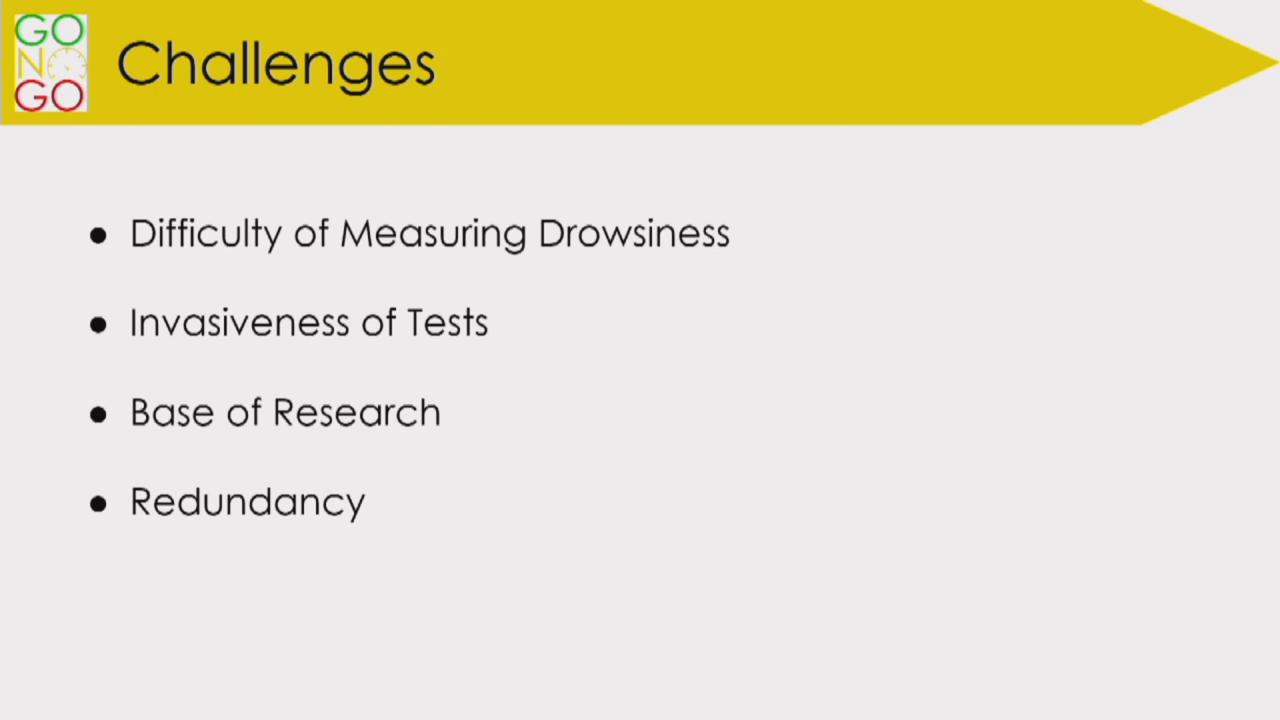 GO
NO
GO
Challenges
● Difficulty of Measuring Drowsiness
● Invasiveness of Tests
● Base of Research
● Redundancy